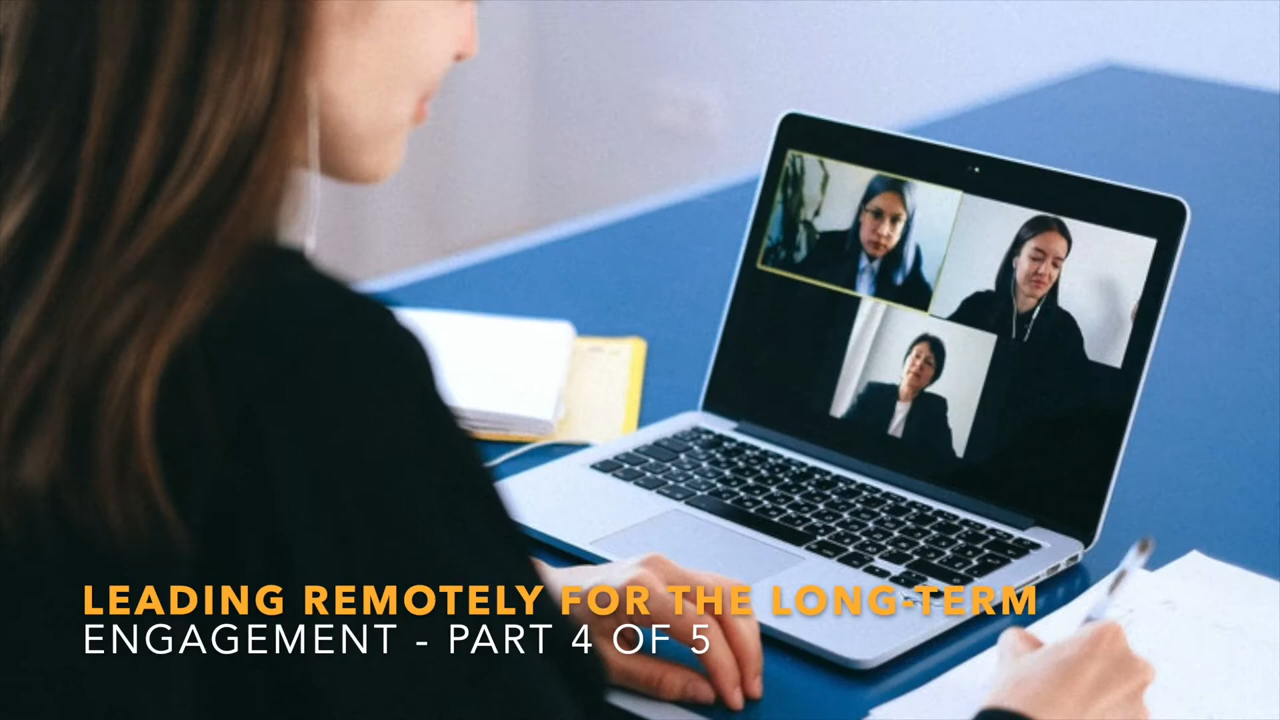 LEADING REMOTELY FOR THE LONG-TERM
ENGAGEMENT - PART 4 OF 5